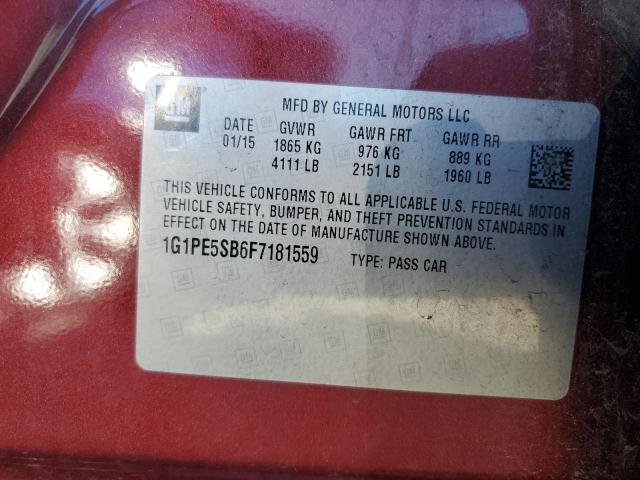 GM
MFD BY GENERAL MOTORS LLC
DATE GVWR GAWR FRT GAWR RR
01/15 1865 KG 976 KG 889 KG
4111 LB 2151 LB 1960 LB
THIS VEHICLE CONFORMS TO ALL APPLICABLE U.S. FEDERAL MOTOR
VEHICLE SAFETY, BUMPER, AND THEFT PREVENTION STANDARDS IN
EFFECT ON THE DATE OF MANUFACTURE SHOWN ABOVE.
1G1PE5SB6F7181559 TYPE: PASS CAR